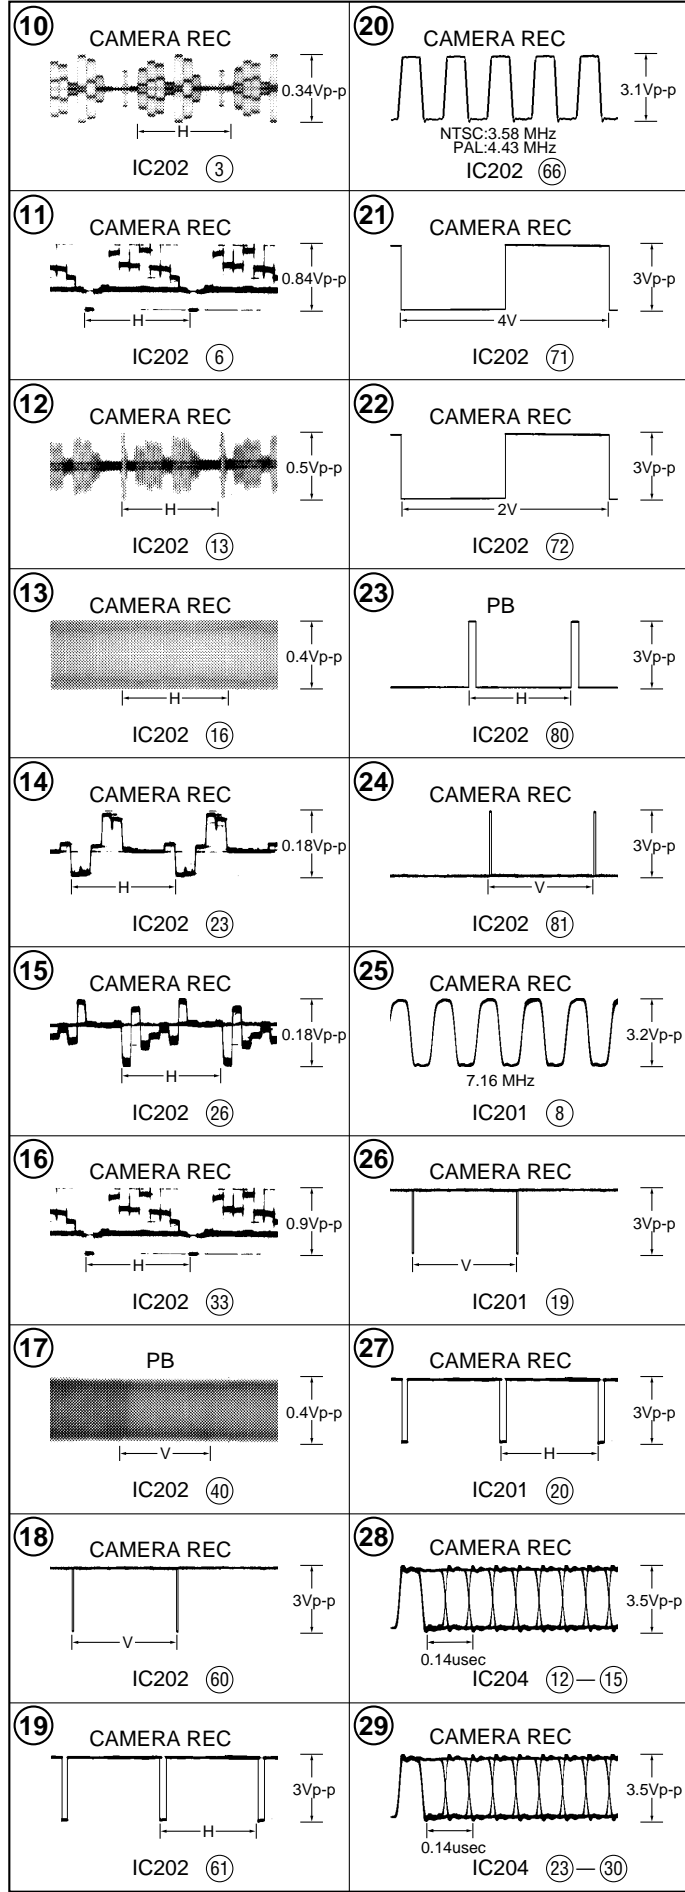 10
CAMERA REC
0.34Vp-p
H
IC202 3
11
CAMERA REC
0.84Vp-p
H
IC202 6
12
CAMERA REC
0.5Vp-p
H
IC202 13
13
CAMERA REC
0.4Vp-p
H
IC202 16
14
CAMERA REC
0.18Vp-p
H
IC202 23
15
CAMERA REC
0.18Vp-p
H
IC202 26
16
CAMERA REC
0.9Vp-p
H
IC202 33
17
PB
0.4Vp-p
V
IC202 40
18
CAMERA REC
3Vp-p
V
IC202 60
19
CAMERA REC
3Vp-p
H
IC202 61
20
CAMERA REC
3.1Vp-p
NTSC:3.58 MHz
PAL:4.43 MHz
IC202 66
21
CAMERA REC
3Vp-p
4V
IC202 71
22
CAMERA REC
3Vp-p
2V
IC202 72
23
PB
3Vp-p
H
IC202 80
24
CAMERA REC
3Vp-p
V
IC202 81
25
CAMERA REC
3.2Vp-p
7.16 MHz
IC201 8
26
CAMERA REC
3Vp-p
V
IC201 19
27
CAMERA REC
3Vp-p
H
IC201 20
28
CAMERA REC
3.5Vp-p
0.14usec
IC204 12 — 15
29
CAMERA REC
3.5Vp-p
0.14usec
IC204 23 — 30